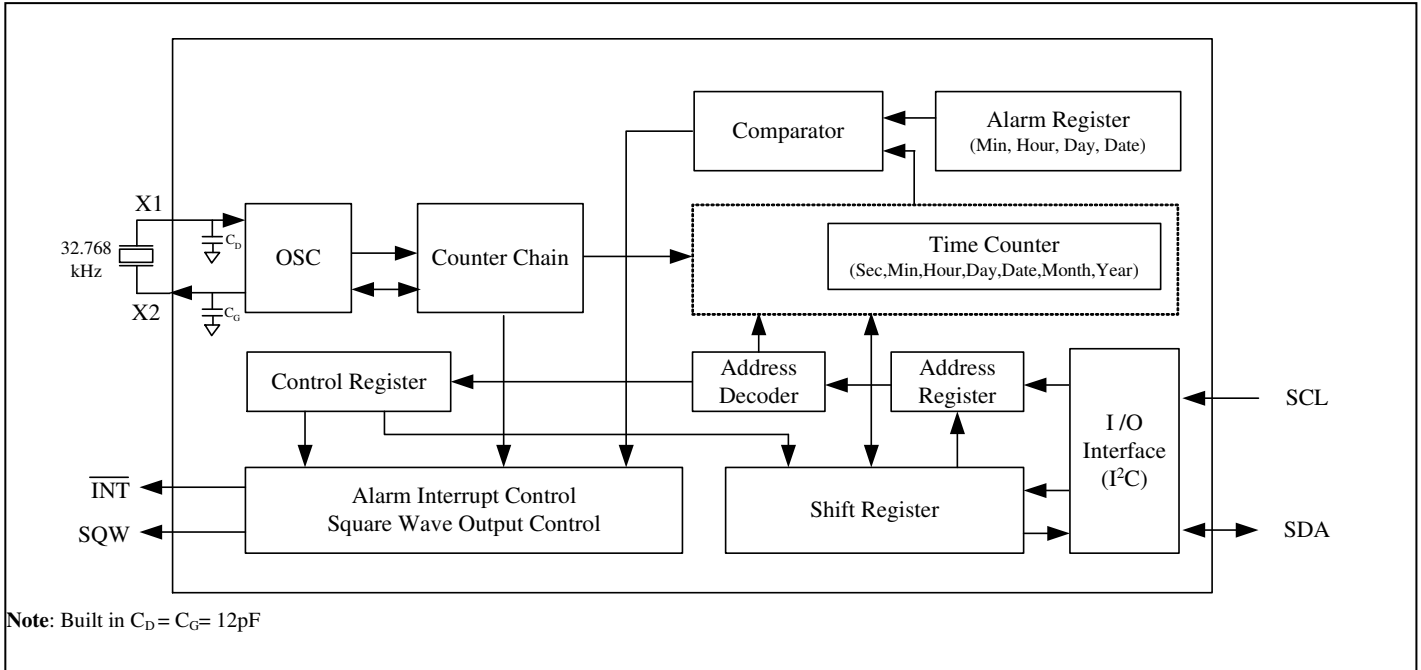 Comparator
Alarm Register
(Min, Hour, Day, Date)
X1
32.768
kHz
X2
C_D
C_G
OSC
Counter Chain
Time Counter
(Sec,Min,Hour,Day,Date,Month,Year)
Control Register
Address
Decoder
Address
Register
I /O
Interface
(I²C)
SCL
SDA
INT
SQW
Alarm Interrupt Control
Square Wave Output Control
Shift Register
Note: Built in C_D = C_G= 12pF